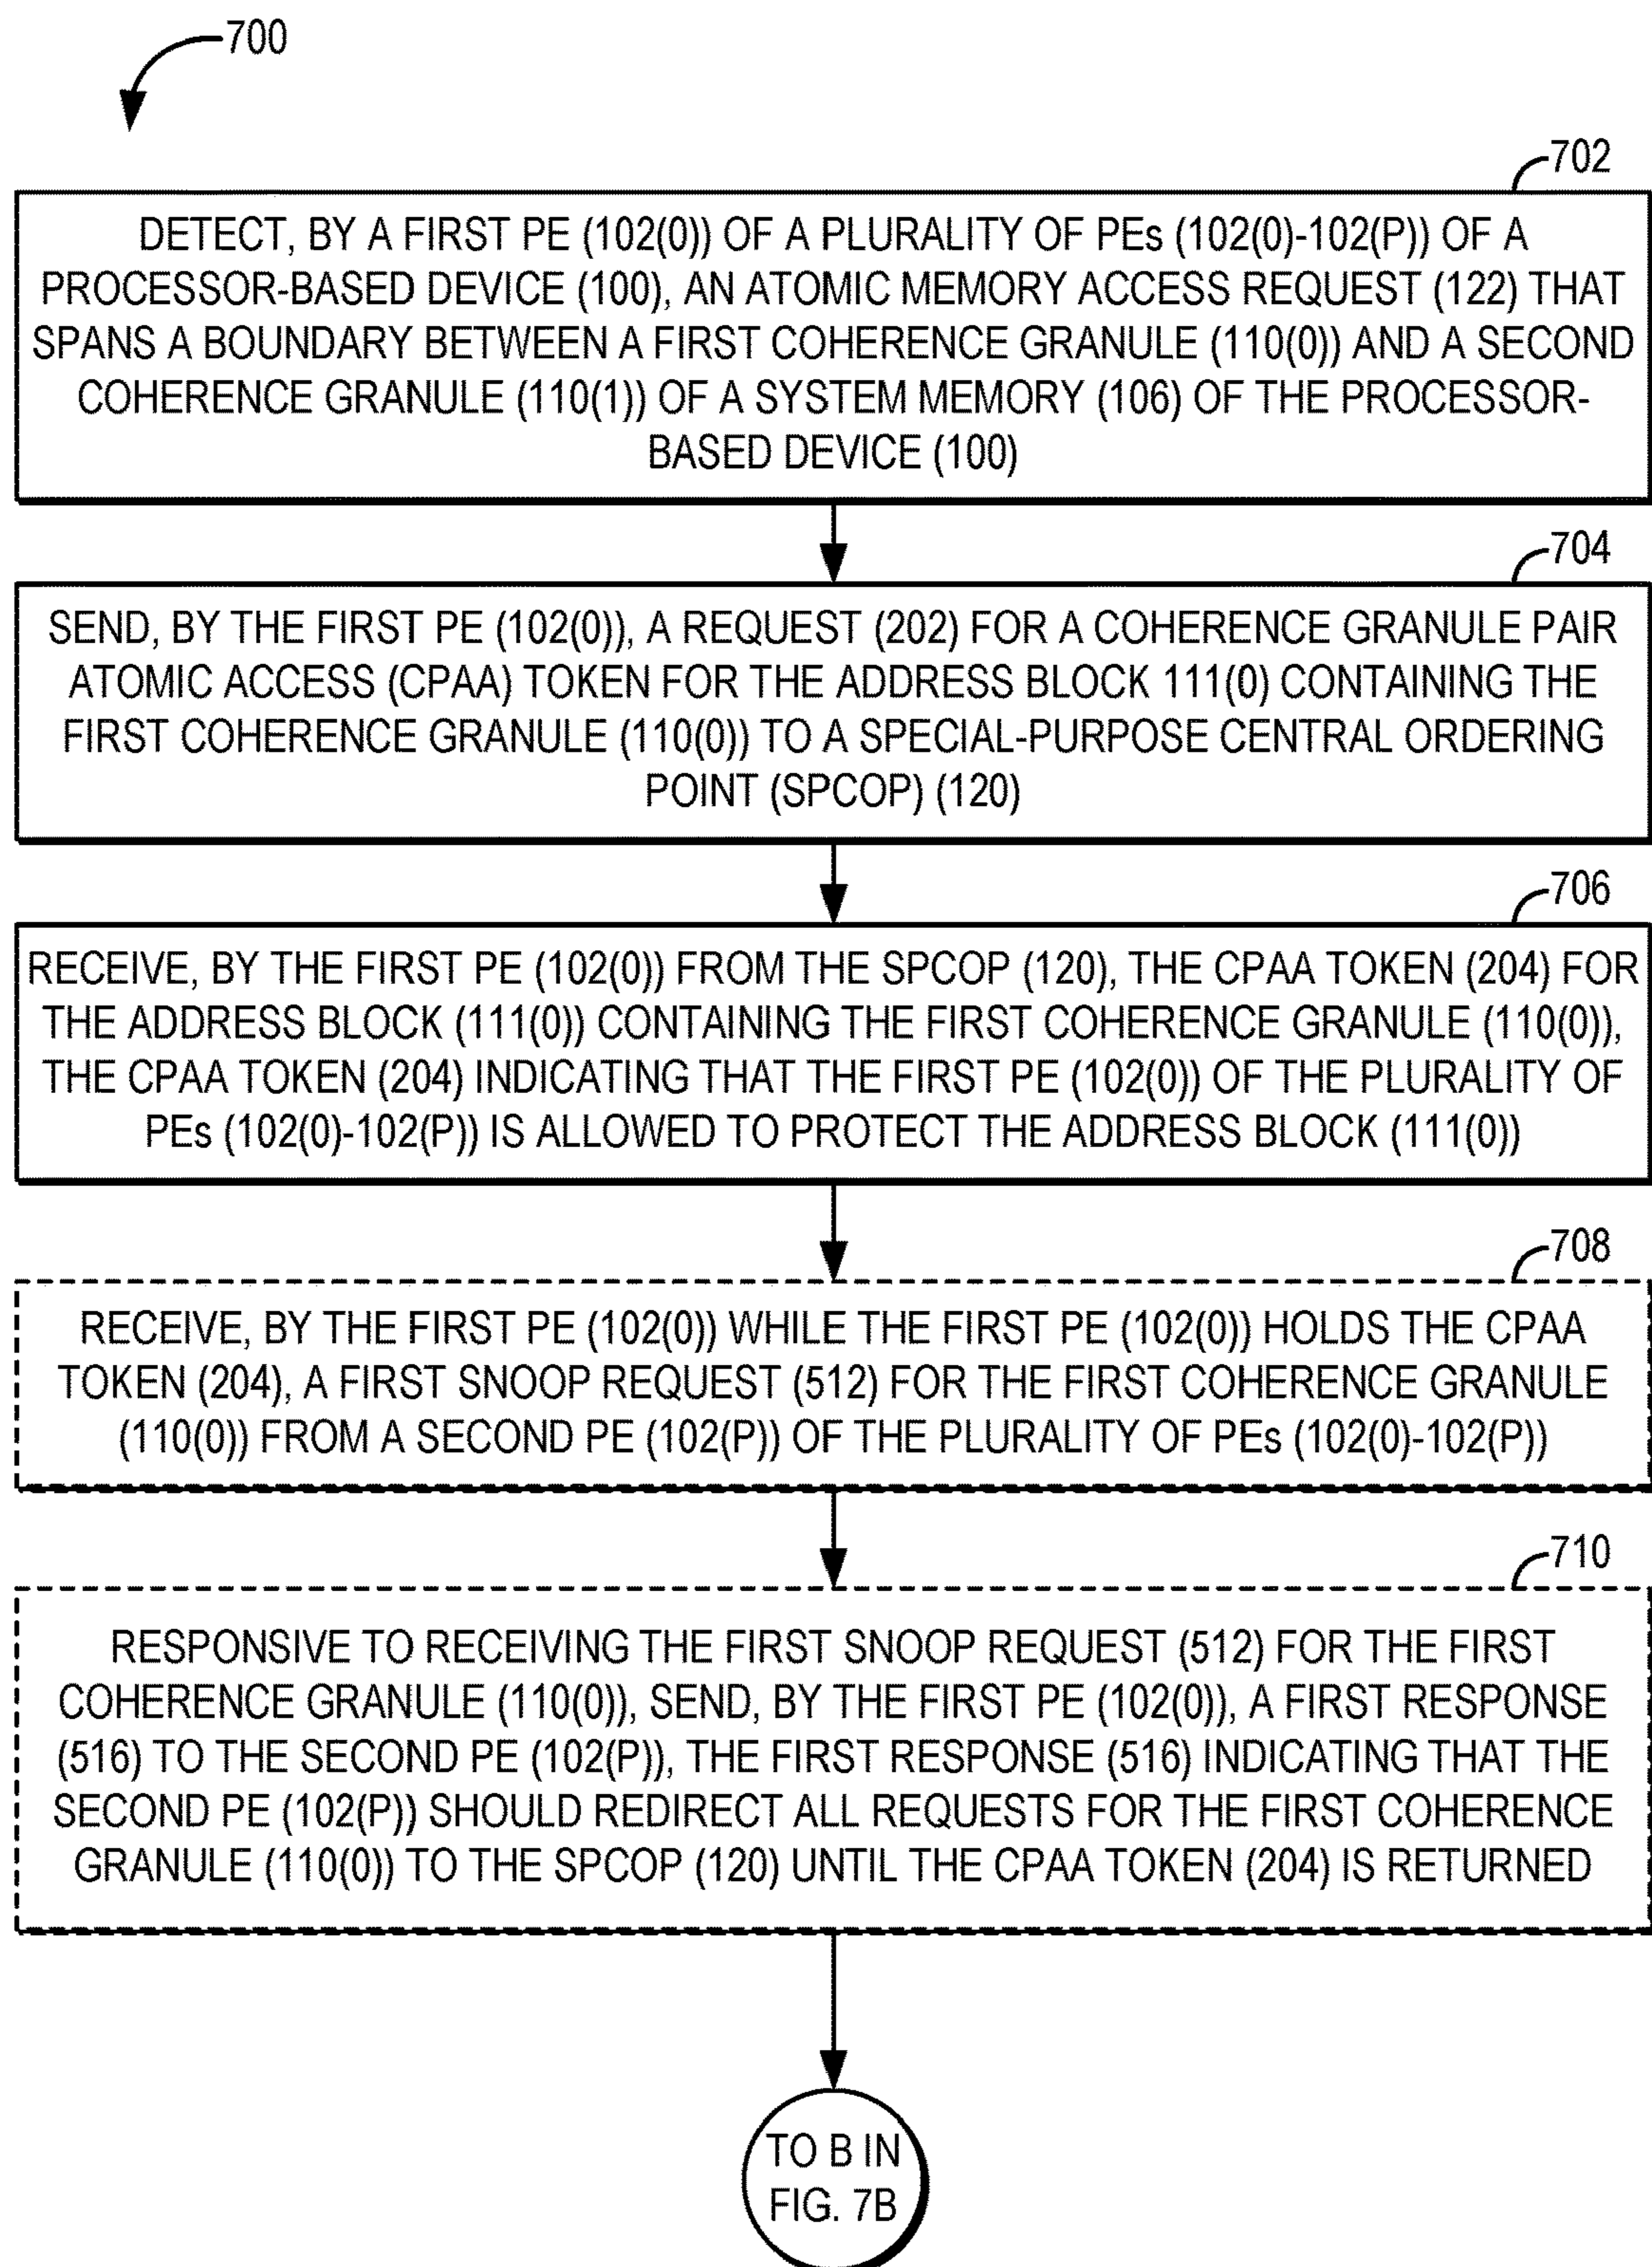 700
702
DETECT, BY A FIRST PE (102(0)) OF A PLURALITY OF PEs (102(0)-102(P)) OF A
PROCESSOR-BASED DEVICE (100), AN ATOMIC MEMORY ACCESS REQUEST (122) THAT
SPANS A BOUNDARY BETWEEN A FIRST COHERENCE GRANULE (110(0)) AND A SECOND
COHERENCE GRANULE (110(1)) OF A SYSTEM MEMORY (106) OF THE PROCESSOR-
BASED DEVICE (100)
704
SEND, BY THE FIRST PE (102(0)), A REQUEST (202) FOR A COHERENCE GRANULE PAIR
ATOMIC ACCESS (CPAA) TOKEN FOR THE ADDRESS BLOCK 111(0) CONTAINING THE
FIRST COHERENCE GRANULE (110(0)) TO A SPECIAL-PURPOSE CENTRAL ORDERING
POINT (SPCOP) (120)
706
RECEIVE, BY THE FIRST PE (102(0)) FROM THE SPCOP (120), THE CPAA TOKEN (204) FOR
THE ADDRESS BLOCK (111(0)) CONTAINING THE FIRST COHERENCE GRANULE (110(0)),
THE CPAA TOKEN (204) INDICATING THAT THE FIRST PE (102(0)) OF THE PLURALITY OF
PEs (102(0)-102(P)) IS ALLOWED TO PROTECT THE ADDRESS BLOCK (111(0))
708
RECEIVE, BY THE FIRST PE (102(0)) WHILE THE FIRST PE (102(0)) HOLDS THE CPAA
TOKEN (204), A FIRST SNOOP REQUEST (512) FOR THE FIRST COHERENCE GRANULE
(110(0)) FROM A SECOND PE (102(P)) OF THE PLURALITY OF PEs (102(0)-102(P))
710
RESPONSIVE TO RECEIVING THE FIRST SNOOP REQUEST (512) FOR THE FIRST
COHERENCE GRANULE (110(0)), SEND, BY THE FIRST PE (102(0)), A FIRST RESPONSE
(516) TO THE SECOND PE (102(P)), THE FIRST RESPONSE (516) INDICATING THAT THE
SECOND PE (102(P)) SHOULD REDIRECT ALL REQUESTS FOR THE FIRST COHERENCE
GRANULE (110(0)) TO THE SPCOP (120) UNTIL THE CPAA TOKEN (204) IS RETURNED
TO B IN
FIG. 7B